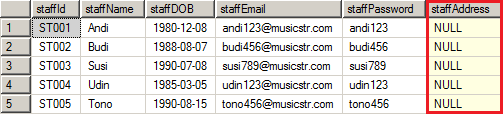 staffId staffName staffDOB staffEmail staffPassword staffAddress
1 ST001 Andi 1980-12-08 andi123@musicstr.com andi123 NULL
2 ST002 Budi 1988-08-07 budi456@musicstr.com budi456 NULL
3 ST003 Susi 1990-07-08 susi789@musicstr.com susi789 NULL
4 ST004 Udin 1985-03-05 udin123@musicstr.com udin123 NULL
5 ST005 Tono 1990-08-15 tono456@musicstr.com tono456 NULL